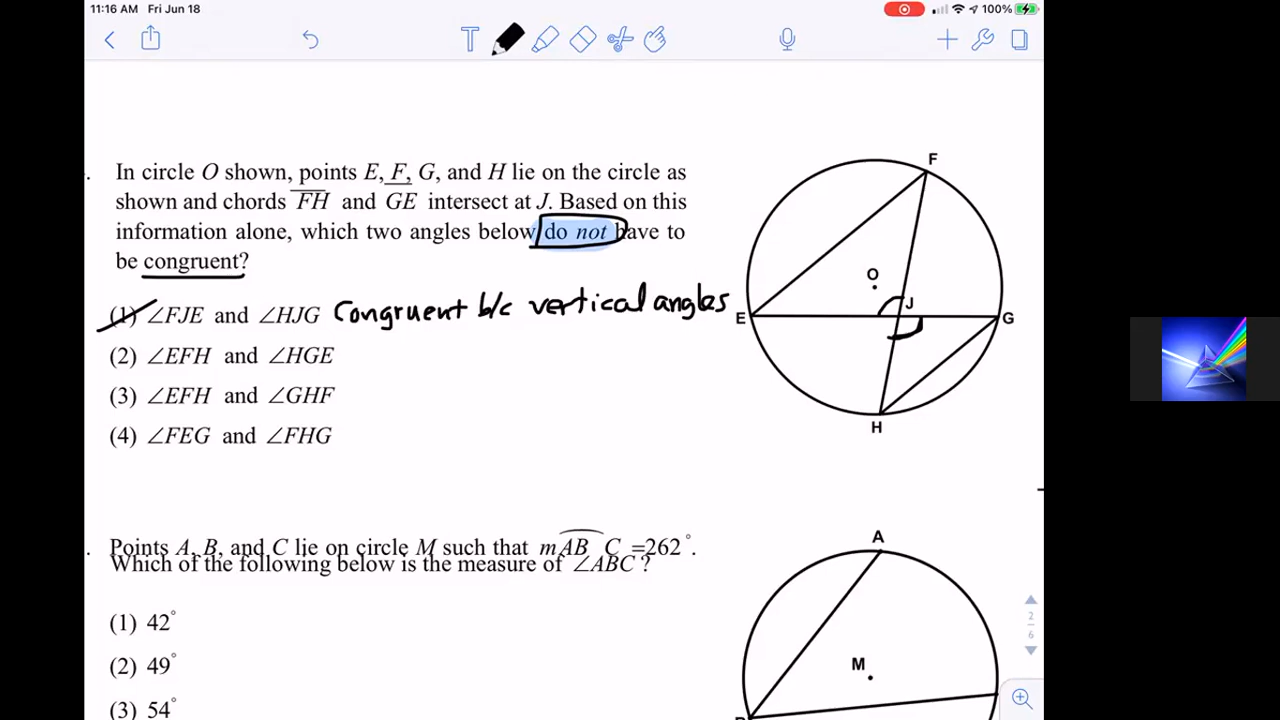 11:16 AM Fri Jun 18
100%
T
. In circle O shown, points E, F, G, and H lie on the circle as
shown and chords FH and GE intersect at J. Based on this
information alone, which two angles below do not have to
be congruent?
(1) ∠FJE and ∠HJG Congruent b/c vertical angles
(2) ∠EFH and ∠HGE
(3) ∠EFH and ∠GHF
(4) ∠FEG and ∠FHG
F
O
J
E
G
H
. Points A, B, and C lie on circle M such that mAB C =262°.
Which of the following below is the measure of ∠ABC ?
(1) 42°
(2) 49°
(3) 54°
A
M
2
6